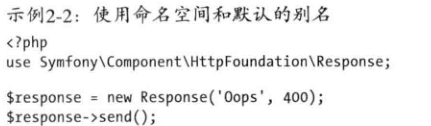 示例2-2：使用命名空间和默认的别名
<?php
use Symfony\Component\HttpFoundation\Response;
$response = new Response('Oops', 400);
$response->send();